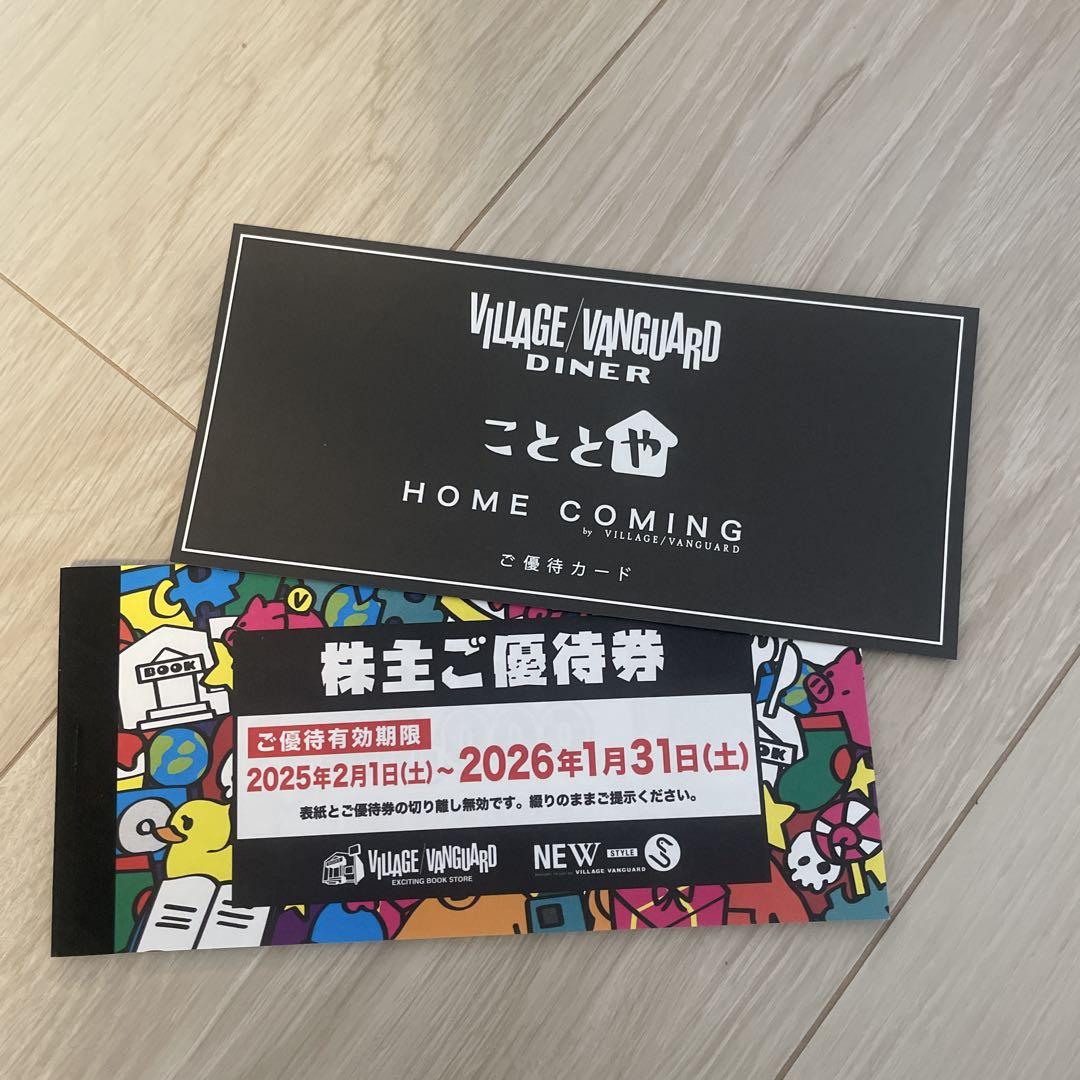 VILLAGE/VANGUARD
DINER
こととや
HOME COMING
by VILLAGE/VANGUARD
ご優待カード
V
BOOK
株主ご優待券
ご優待有効期限
2025年2月1日(土)～2026年1月31日(土)
表紙とご優待券の切り離し無効です。綴りのままご提示ください。
VILLAGE/VANGUARD
EXCITING BOOK STORE
NEW STYLE
VILLAGE VANGUARD